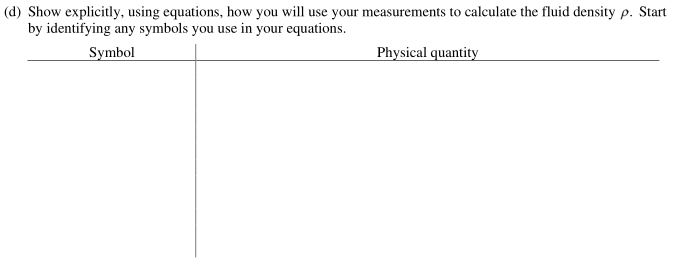 (d) Show explicitly, using equations, how you will use your measurements to calculate the fluid density ρ. Start
by identifying any symbols you use in your equations.
Symbol Physical quantity